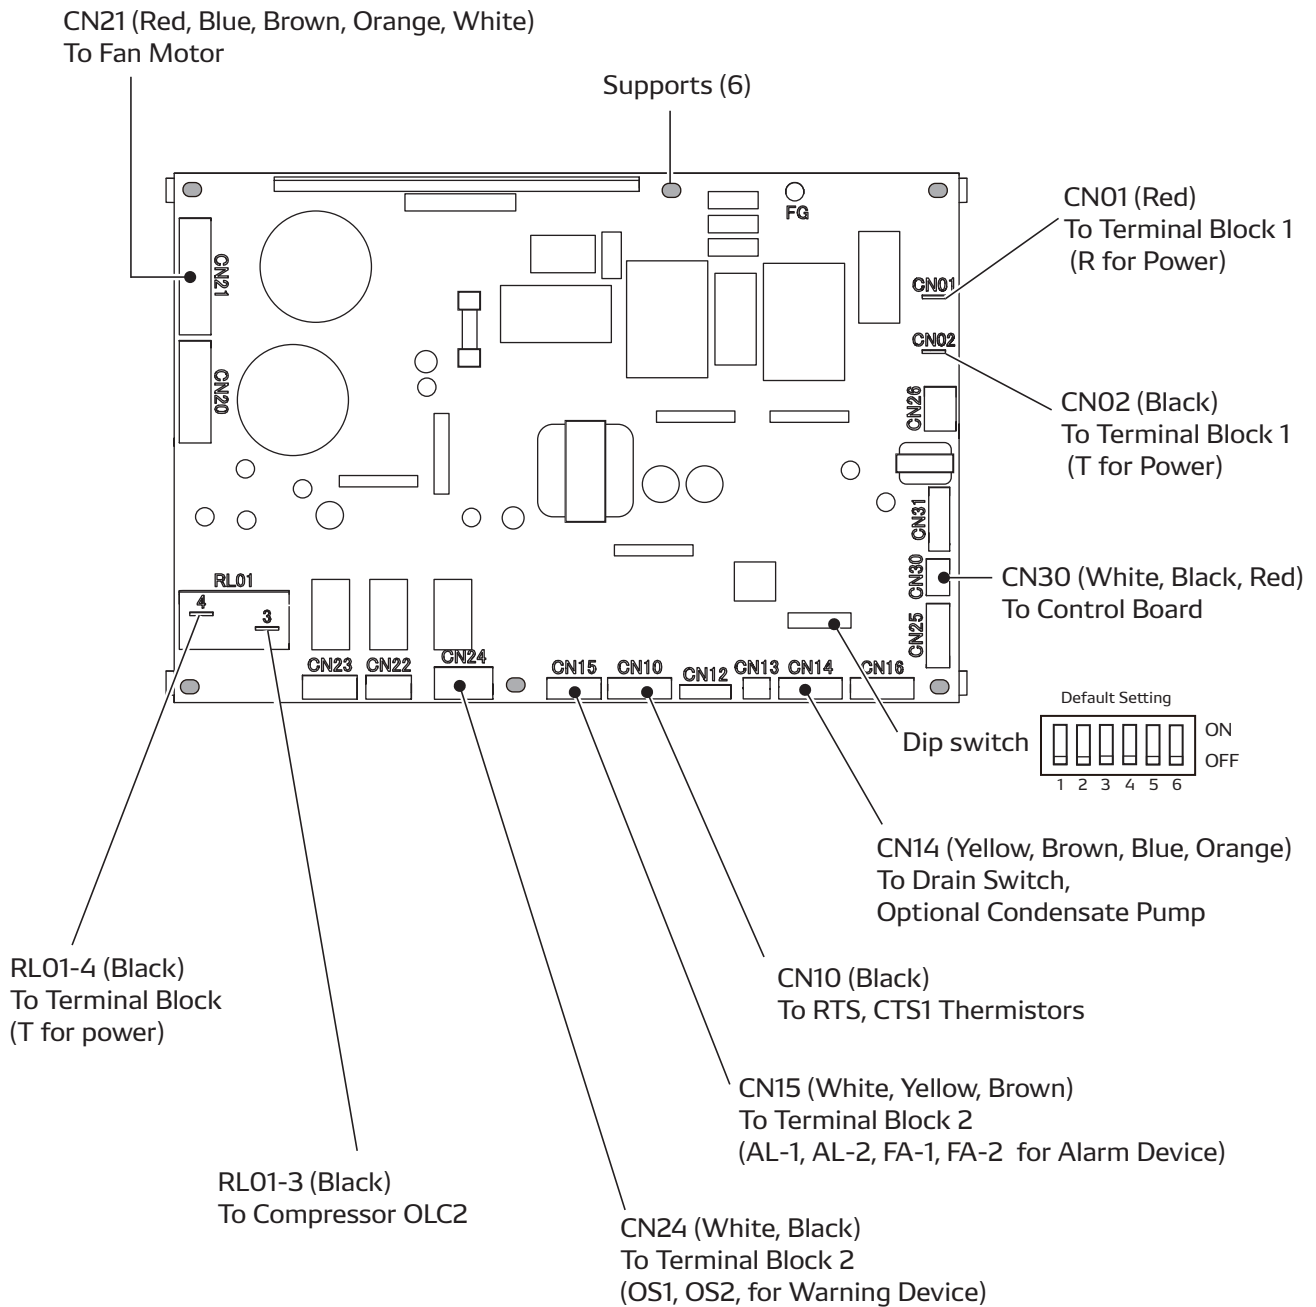 CN21 (Red, Blue, Brown, Orange, White)
To Fan Motor
Supports (6)
FG
CN01 (Red)
To Terminal Block 1
(R for Power)
CN21
CN01
CN02
CN20
CN26
CN02 (Black)
To Terminal Block 1
(T for Power)
CN31
CN30
CN30 (White, Black, Red)
To Control Board
RL01
4
3
CN25
CN23
CN22
CN24
CN15
CN10
CN12
CN13
CN14
CN16
Default Setting
Dip switch
ON
OFF
1 2 3 4 5 6
CN14 (Yellow, Brown, Blue, Orange)
To Drain Switch,
Optional Condensate Pump
RL01-4 (Black)
To Terminal Block
(T for power)
CN10 (Black)
To RTS, CTS1 Thermistors
CN15 (White, Yellow, Brown)
To Terminal Block 2
(AL-1, AL-2, FA-1, FA-2 for Alarm Device)
RL01-3 (Black)
To Compressor OLC2
CN24 (White, Black)
To Terminal Block 2
(OS1, OS2, for Warning Device)